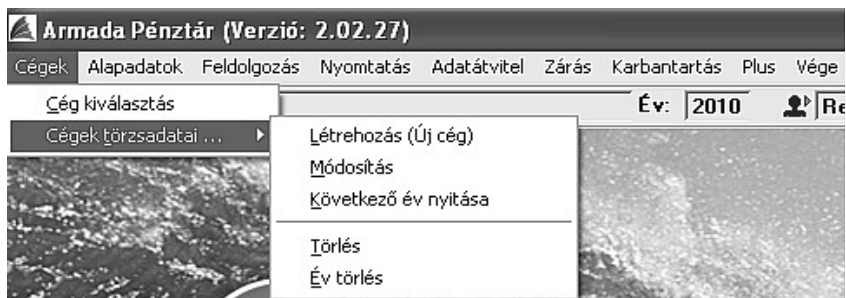 Armada Pénztár (Verzió: 2.02.27)
Cégek Alapadatok Feldolgozás Nyomtatás Adatátvitel Zárás Karbantartás Plus Vége
Cég kiválasztás
Év: 2010 Re
Cégek törzsadatai ...
Létrehozás (Új cég)
Módosítás
Következő év nyitása
Törlés
Év törlés